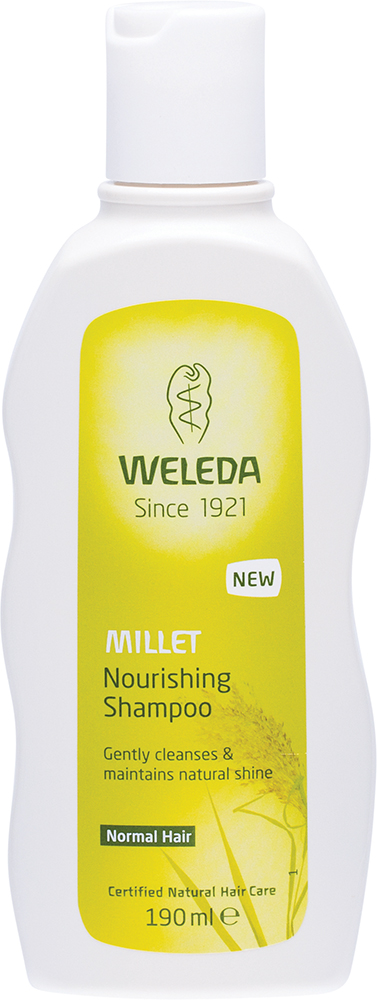 WELEDA
Since 1921
NEW
MILLET
Nourishing
Shampoo
Gently cleanses &
maintains natural shine
Normal Hair
1
Certified Natural Hair Care
190 ml ℮